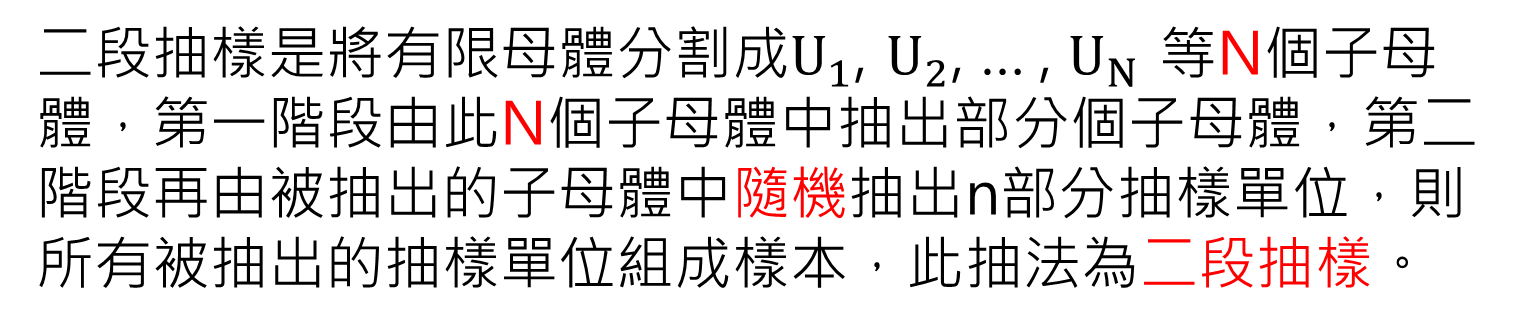 二段抽樣是將有限母體分割成U₁, U₂, … , U_N 等N個子母
體，第一階段由此N個子母體中抽出部分個子母體，第二
階段再由被抽出的子母體中隨機抽出n部分抽樣單位，則
所有被抽出的抽樣單位組成樣本，此抽法為二段抽樣。